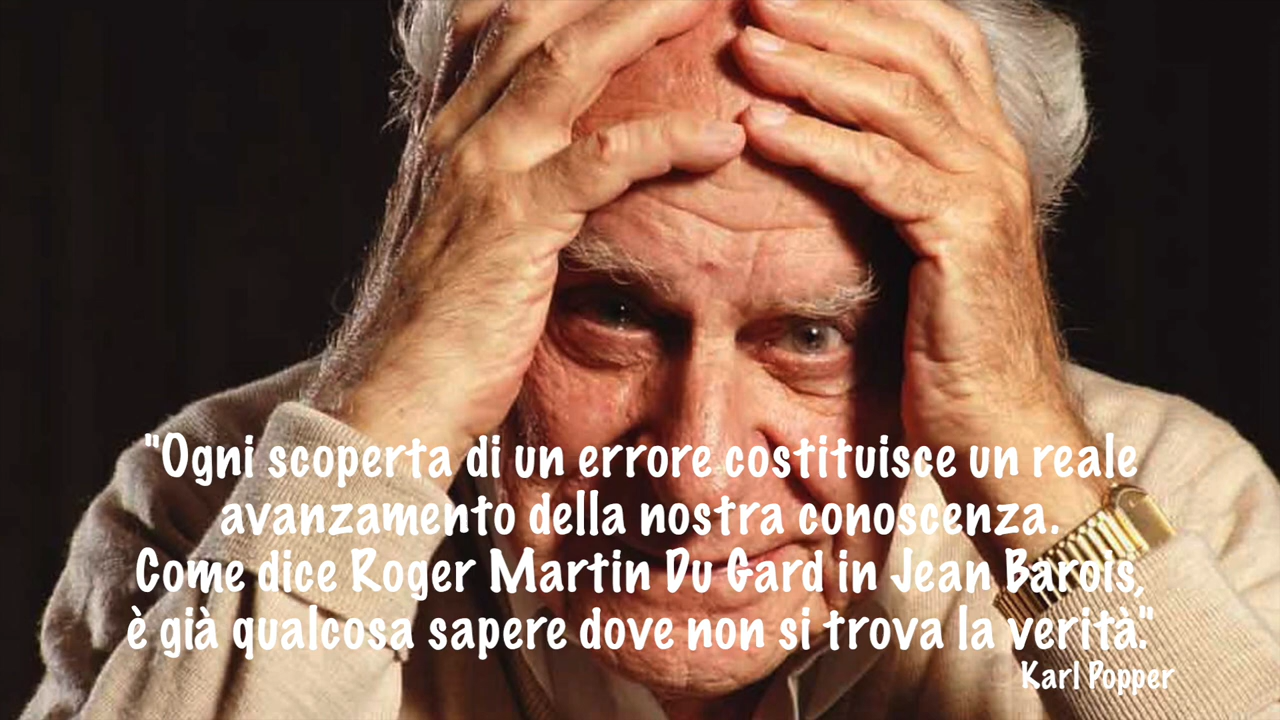 "Ogni scoperta di un errore costituisce un reale
avanzamento della nostra conoscenza.
Come dice Roger Martin Du Gard in Jean Barois,
è già qualcosa sapere dove non si trova la verità."
Karl Popper